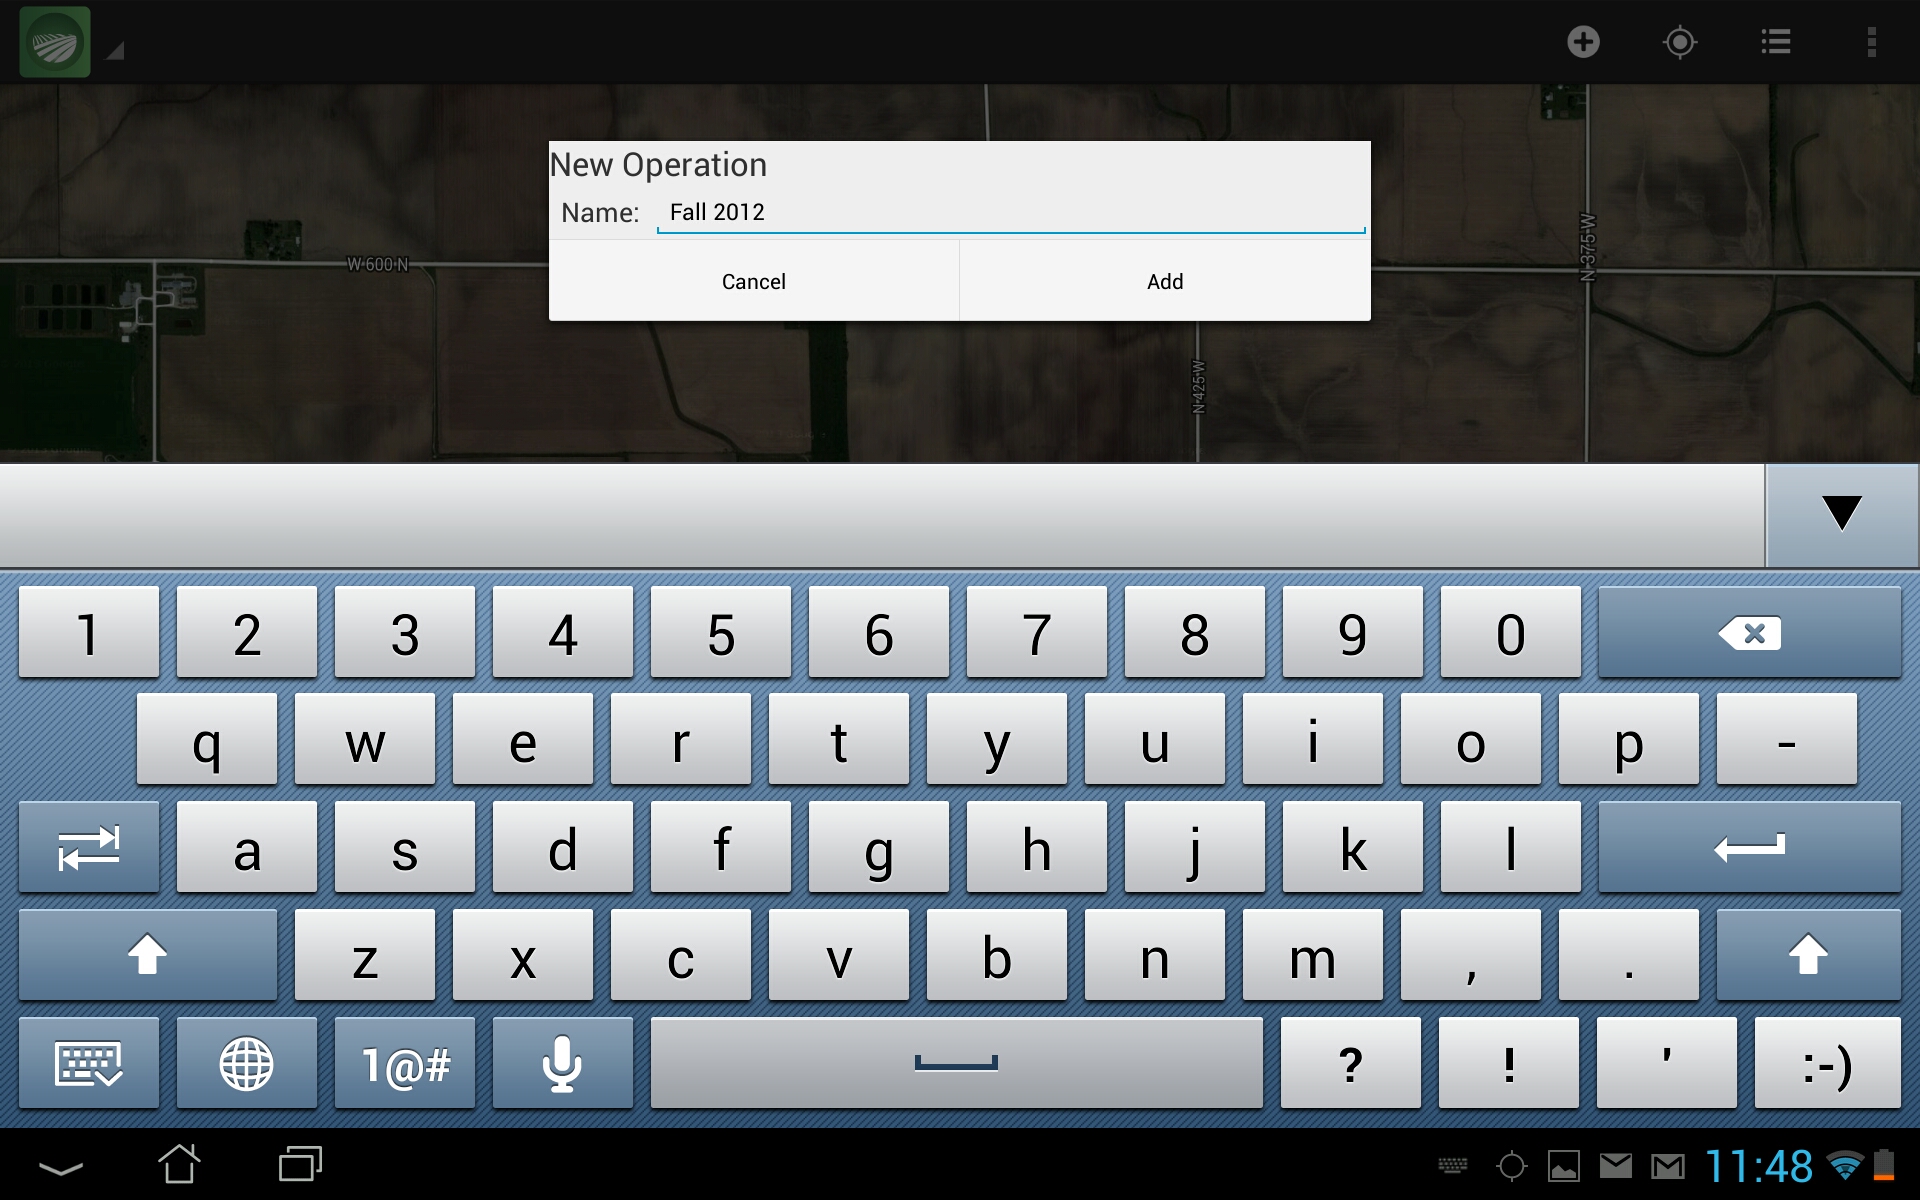 New Operation
Name: Fall 2012
Cancel Add
W 600 N
N 375 W
N 425 W
1 2 3 4 5 6 7 8 9 0
q w e r t y u i o p -
a s d f g h j k l
z x c v b n m , .
1@# ? ! ' :-)
11:48